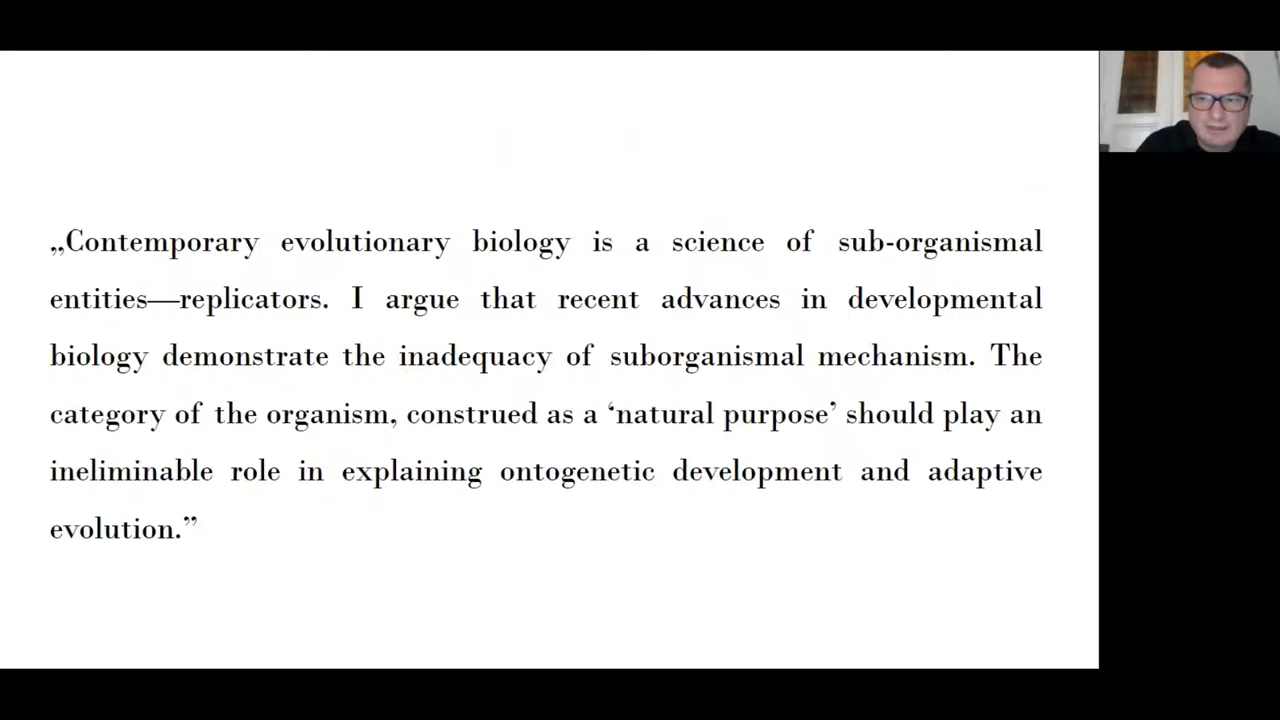 „Contemporary evolutionary biology is a science of sub-organismal
entities—replicators. I argue that recent advances in developmental
biology demonstrate the inadequacy of suborganismal mechanism. The
category of the organism, construed as a ‘natural purpose’ should play an
ineliminable role in explaining ontogenetic development and adaptive
evolution.”